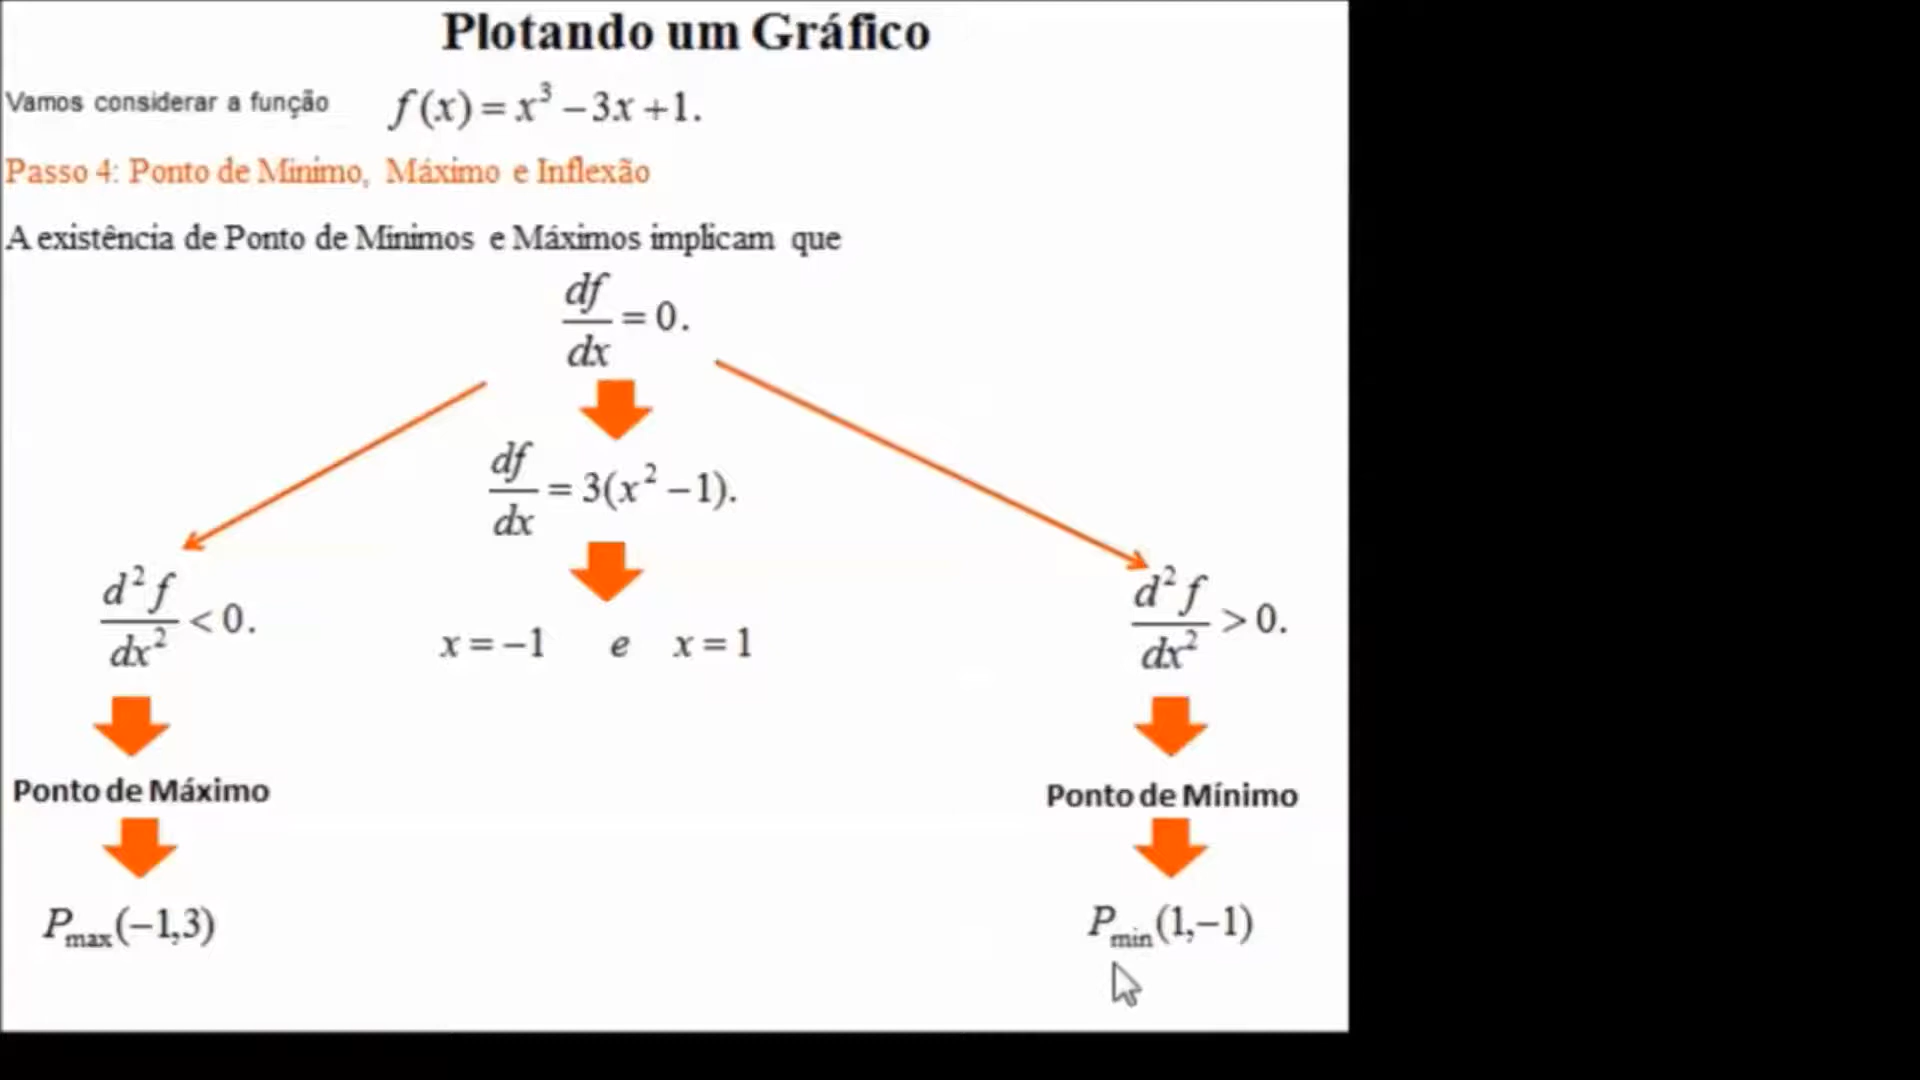 Plotando um Gráfico
Vamos considerar a função f(x) = x³ − 3x + 1.
Passo 4: Ponto de Minimo, Máximo e Inflexão
A existência de Ponto de Minimos e Máximos implicam que
df/dx = 0.
df/dx = 3(x² − 1).
d²f/dx² < 0.
x = −1 e x = 1
d²f/dx² > 0.
Ponto de Máximo
Ponto de Mínimo
Pmax(−1,3)
Pmin(1,−1)